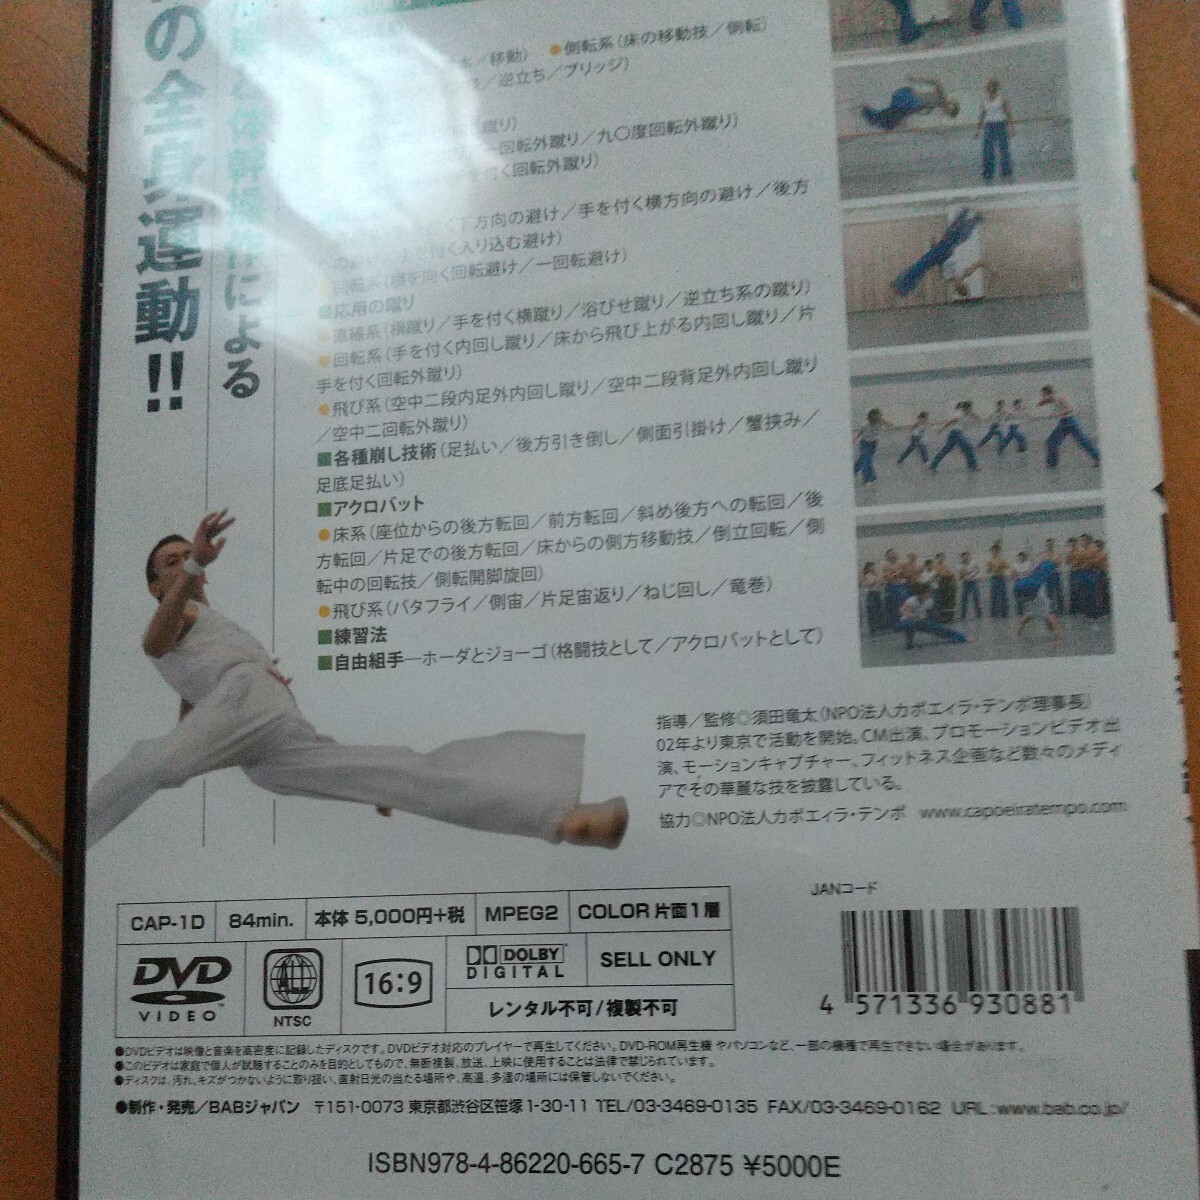 の全身運動!!
による
／移動） ●側転系（床の移動技／側転）
／逆立ち／ブリッジ）
蹴り）
一回転外蹴り／九〇度回転外蹴り）
付く回転外蹴り）
下方向の避け／手を付く横方向の避け／後方
を付く入り込む避け）
回転系（横を向く回転避け／一回転避け）
■応用の蹴り
●直線系（横蹴り／手を付く横蹴り／浴びせ蹴り／逆立ち系の蹴り）
●回転系（手を付く内回し蹴り／床から飛び上がる内回し蹴り／片
手を付く回転外蹴り）
●飛び系（空中二段内足外内回し蹴り／空中二段背足外内回し蹴り
／空中二回転外蹴り）
■各種崩し技術（足払い／後方引き倒し／側面引掛け／蟹挟み／
足底足払い）
■アクロバット
●床系（座位からの後方転回／前方転回／斜め後方への転回／後
方転回／片足での後方転回／床からの側方移動技／倒立回転／側
転中の回転技／側転開脚旋回）
●飛び系（バタフライ／側宙／片足宙返り／ねじ回し／竜巻）
■練習法
■自由組手―ホーダとジョーゴ（格闘技として／アクロバットとして）
指導／監修◎須田竜太（NPO法人カポエィラ・テンポ理事長）
02年より東京で活動を開始。CM出演、プロモーションビデオ出
演、モーションキャプチャー、フィットネス企画など数々のメディ
アでその華麗な技を披露している。
協力◎NPO法人カポエィラ・テンポ www.capoeiratempo.com
CAP-1D 84min. 本体 5,000円+税 MPEG2 COLOR 片面1層
DVD VIDEO ALL NTSC 16:9 DOLBY DIGITAL SELL ONLY
レンタル不可/複製不可
JANコード
4 571336 930881
●DVDビデオは映像と音楽を高密度に記録したディスクです。DVDビデオ対応のプレイヤーで再生してください。DVD-ROM再生機 やパソコンなど、一部の機種で再生できない場合があります。
●このビデオは家庭で個人が試聴することのみを目的としてもので、無断複製、放送、上映に使用することは法律で禁じられています。
●ディスクは、汚れ、キズがつかないように取り扱い、直射日光の当たる場所や、高温、多湿の場所には保管しないでください。
●制作・発売／BABジャパン 〒151-0073 東京都渋谷区笹塚1-30-11 TEL/03-3469-0135 FAX/03-3469-0162 URL:www.bab.co.jp/
ISBN978-4-86220-665-7 C2875 ¥5000E